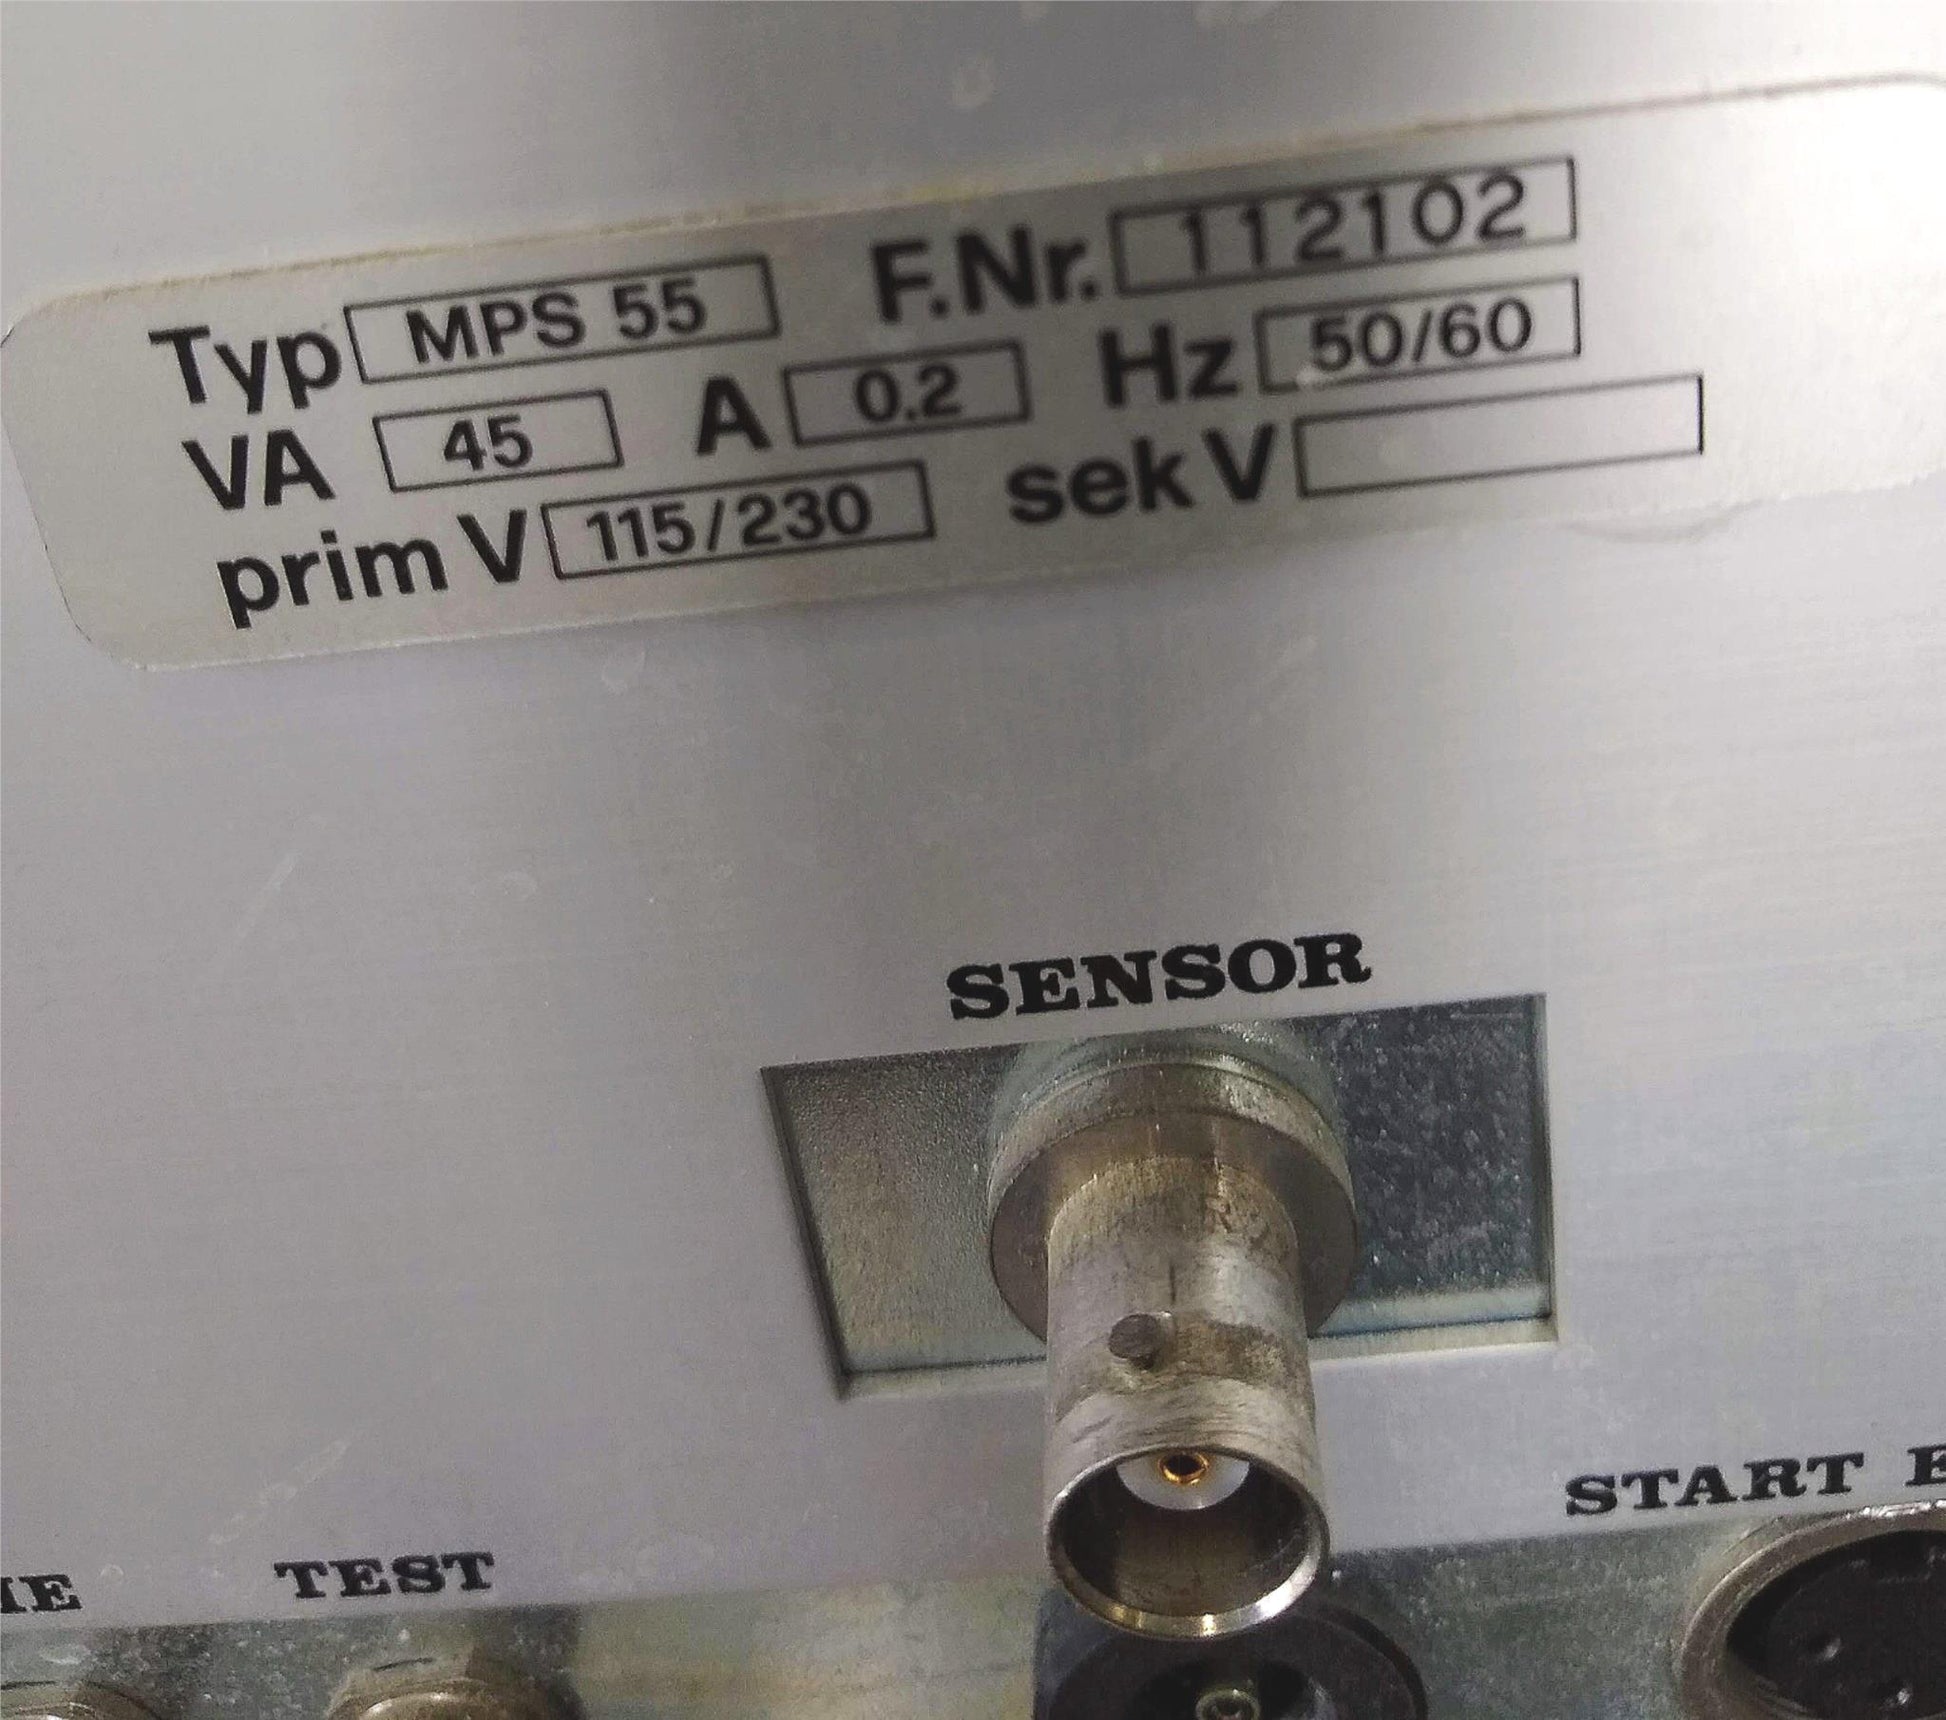 Typ MPS 55 F.Nr. 112102
VA 45 A 0.2 Hz 50/60
prim V 115/230 sek V
SENSOR
START
TEST